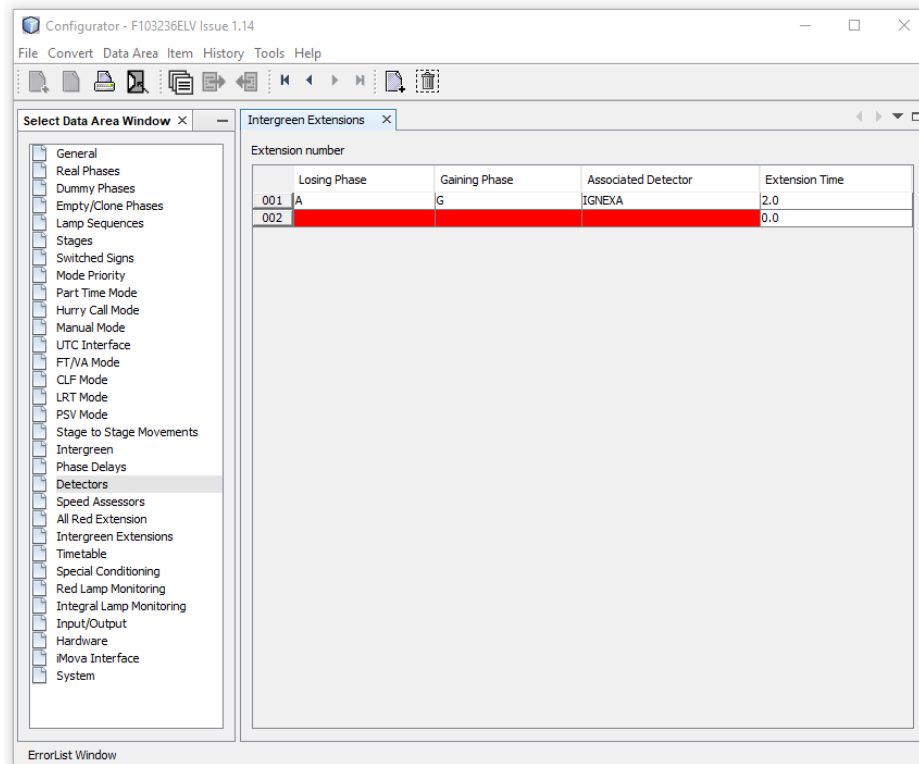 Configurator - F103236ELV Issue 1.14
File Convert Data Area Item History Tools Help
Select Data Area Window
General
Real Phases
Dummy Phases
Empty/Clone Phases
Lamp Sequences
Stages
Switched Signs
Mode Priority
Part Time Mode
Hurry Call Mode
Manual Mode
UTC Interface
FT/VA Mode
CLF Mode
LRT Mode
PSV Mode
Stage to Stage Movements
Intergreen
Phase Delays
Detectors
Speed Assessors
All Red Extension
Intergreen Extensions
Timetable
Special Conditioning
Red Lamp Monitoring
Integral Lamp Monitoring
Input/Output
Hardware
iMova Interface
System
Intergreen Extensions
Extension number
Losing Phase Gaining Phase Associated Detector Extension Time
001 A G IGNEXA 2.0
002 0.0
ErrorList Window